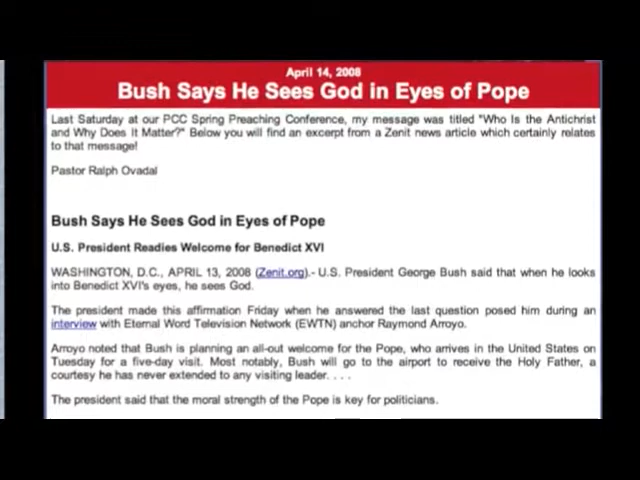 April 14, 2008
Bush Says He Sees God in Eyes of Pope
Last Saturday at our PCC Spring Preaching Conference, my message was titled "Who Is the Antichrist
and Why Does It Matter?" Below you will find an excerpt from a Zenit news article which certainly relates
to that message!
Pastor Ralph Ovadal
Bush Says He Sees God in Eyes of Pope
U.S. President Readies Welcome for Benedict XVI
WASHINGTON, D.C., APRIL 13, 2008 (Zenit.org).- U.S. President George Bush said that when he looks
into Benedict XVI's eyes, he sees God.
The president made this affirmation Friday when he answered the last question posed him during an
interview with Eternal Word Television Network (EWTN) anchor Raymond Arroyo.
Arroyo noted that Bush is planning an all-out welcome for the Pope, who arrives in the United States on
Tuesday for a five-day visit. Most notably, Bush will go to the airport to receive the Holy Father, a
courtesy he has never extended to any visiting leader. . . .
The president said that the moral strength of the Pope is key for politicians.